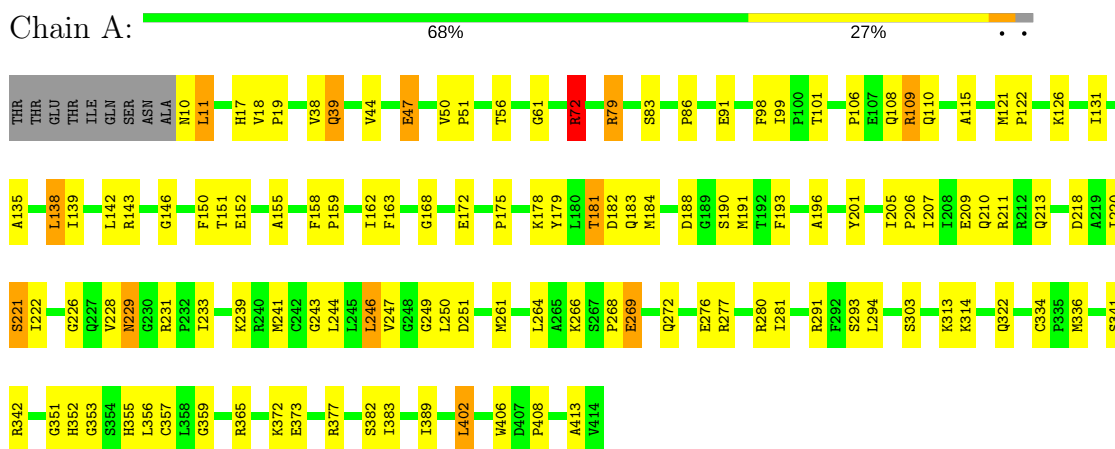 Chain A:
68% 27% • •
THR THR GLU THR ILE GLN SER ASN ALA N10 L11 H17 V18 P19 V38 Q39 V44 E47 V50 P51 T56 G61 R72 R79 S83 P86 E91 F98 I99 P100 T101 P106 E107 Q108 R109 Q110 A115 M121 P122 K126 I131
A135 L138 I139 L142 R143 G146 F150 T151 E152 A155 F158 P159 I162 F163 G168 E172 P175 K178 Y179 L180 T181 D182 Q183 M184 D188 G189 S190 M191 T192 F193 A196 Y201 I205 P206 I207 I208 E209 Q210 R211 R212 Q213 D218 A219 I220
S221 I222 G226 Q227 V228 N229 G230 R231 P232 I233 K239 R240 M241 C242 G243 L244 L245 L246 V247 G248 G249 L250 D251 M261 L264 A265 K266 S267 P268 E269 Q272 E276 R277 R280 I281 R291 F292 S293 L294 S303 K313 K314 Q322 C334 P335 M336 S341
R342 G351 H352 G353 S354 H355 L356 C357 L358 G359 R365 K372 E373 R377 S382 I383 I389 L402 W406 D407 P408 A413 V414